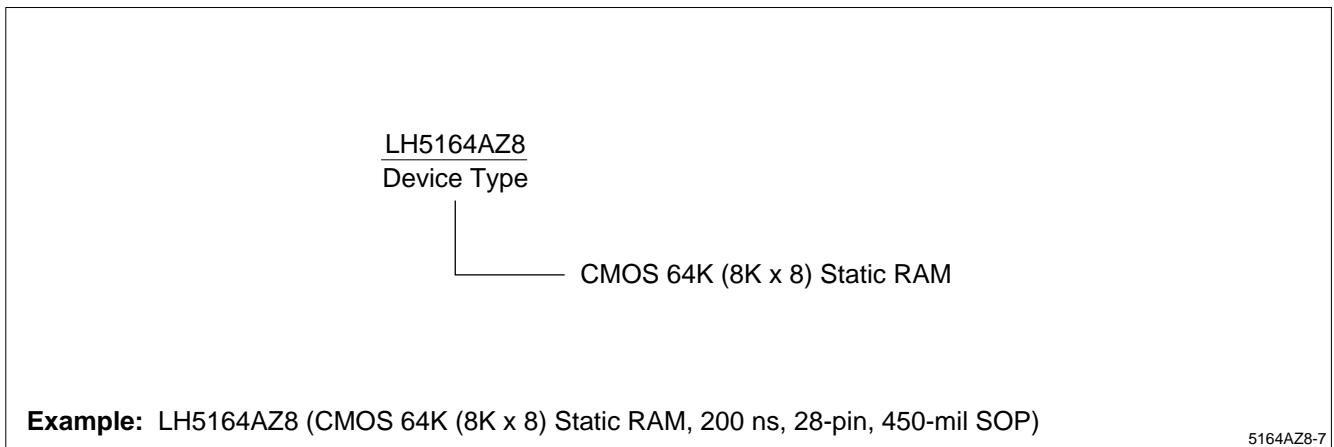 LH5164AZ8
Device Type
CMOS 64K (8K x 8) Static RAM
Example: LH5164AZ8 (CMOS 64K (8K x 8) Static RAM, 200 ns, 28-pin, 450-mil SOP)
5164AZ8-7